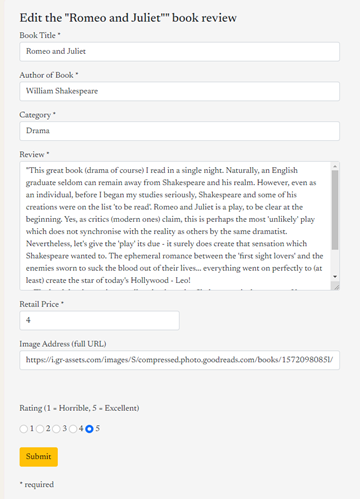 Edit the "Romeo and Juliet"" book review
Book Title *
Romeo and Juliet
Author of Book *
William Shakespeare
Category *
Drama
Review *
"This great book (drama of course) I read in a single night. Naturally, an English
graduate seldom can remain away from Shakespeare and his realm. However, even as
an individual, before I began my studies seriously, Shakespeare and some of his
creations were on the list 'to be read'. Romeo and Juliet is a play, to be clear at the
beginning. Yes, as critics (modern ones) claim, this is perhaps the most 'unlikely' play
which does not synchronise with the reality as others by the same dramatist.
Nevertheless, let's give the 'play' its due - it surely does create that sensation which
Shakespeare wanted to. The ephemeral romance between the 'first sight lovers' and the
enemies sworn to suck the blood out of their lives... everything went on perfectly to (at
least) create the star of today's Hollywood - Leo!
Retail Price *
4
Image Address (full URL)
https://i.gr-assets.com/images/S/compressed.photo.goodreads.com/books/1572098085l/
Rating (1 = Horrible, 5 = Excellent)
1 2 3 4 5
Submit
* required